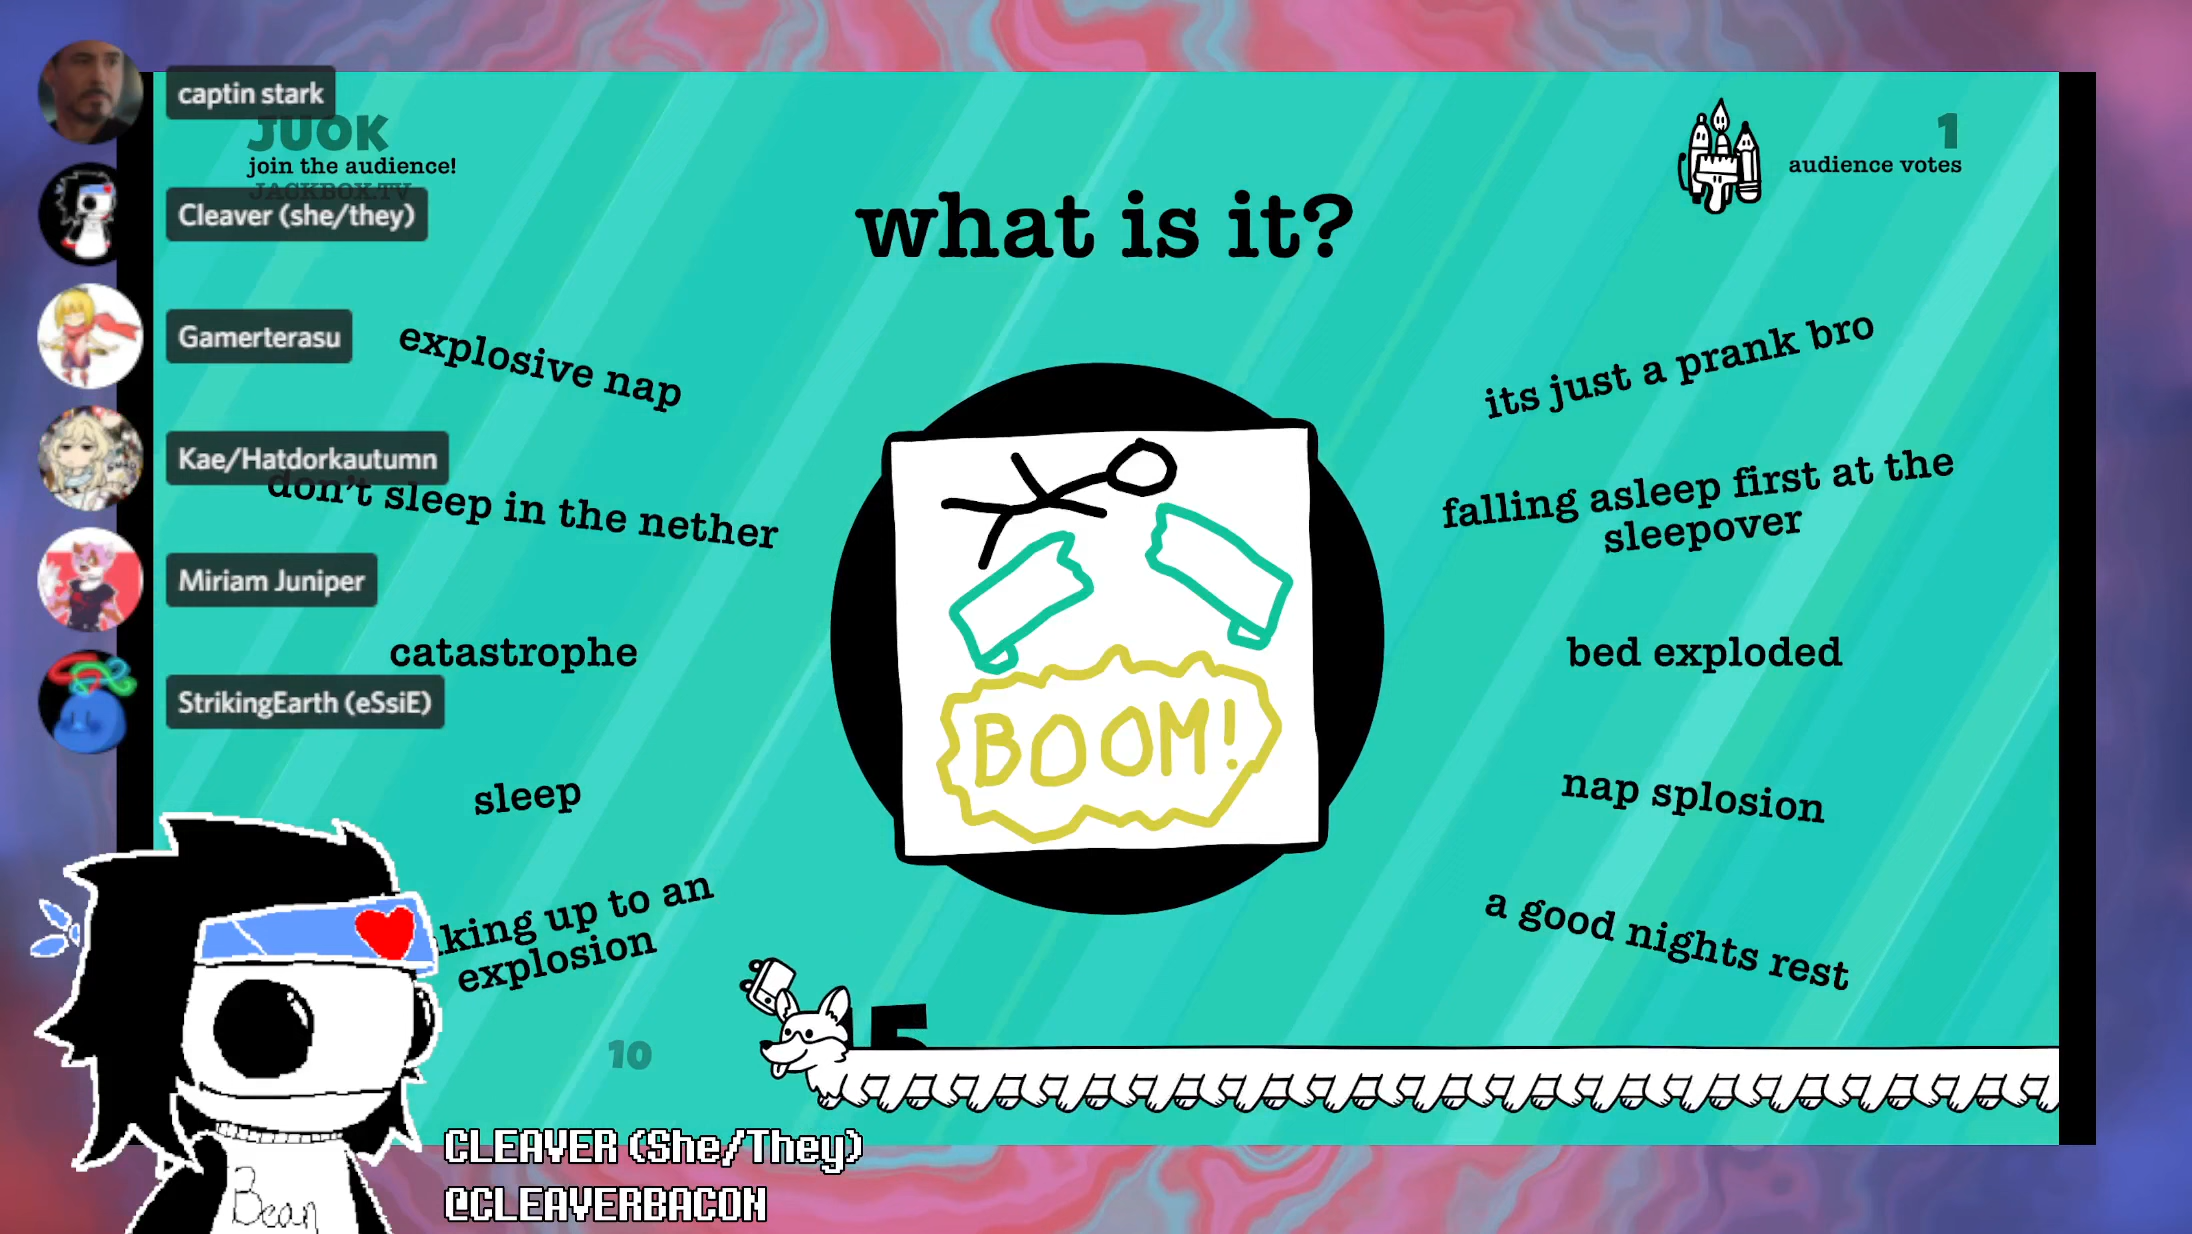 captin stark
JUOK
join the audience!
JACKBOX.TV
Cleaver (she/they)
1
audience votes
what is it?
Gamerterasu
explosive nap
its just a prank bro
Kae/Hatdorkautumn
don't sleep in the nether
falling asleep first at the
sleepover
Miriam Juniper
catastrophe
bed exploded
StrikingEarth (eSsiE)
BOOM!
sleep
nap splosion
up to an
explosion
a good nights rest
10
Bean
CLEAVER (She/They)
@CLEAVERBACON